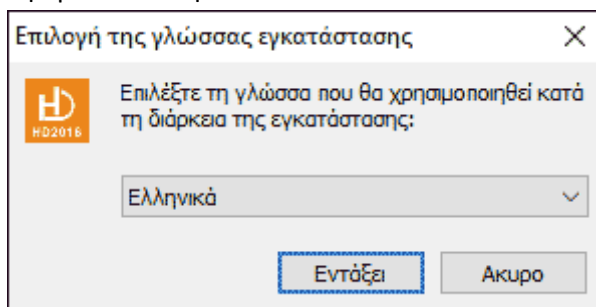 Επιλογή της γλώσσας εγκατάστασης
HD
HD2016
Επιλέξτε τη γλώσσα που θα χρησιμοποιηθεί κατά
τη διάρκεια της εγκατάστασης:
Ελληνικά
Εντάξει
Ακυρο